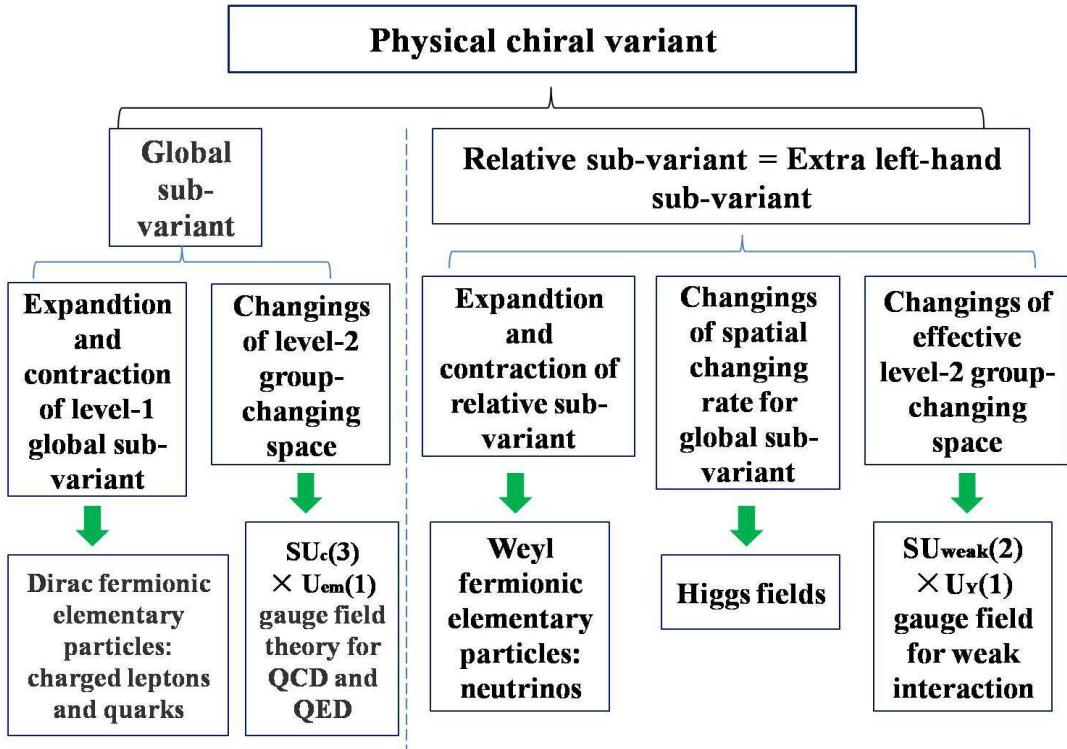 Physical chiral variant
Global
sub-
variant
Relative sub-variant = Extra left-hand
sub-variant
Expandtion
and
contraction
of level-1
global sub-
variant
Changings
of level-2
group-
changing
space
Expandtion
and
contraction of
relative sub-
variant
Changings
of spatial
changing
rate for
global sub-
variant
Changings of
effective
level-2 group-
changing
space
Dirac fermionic
elementary
particles:
charged leptons
and quarks
SUc(3)
× Uem(1)
gauge field
theory for
QCD and
QED
Weyl
fermionic
elementary
particles:
neutrinos
Higgs fields
SUweak(2)
×UY(1)
gauge field
for weak
interaction